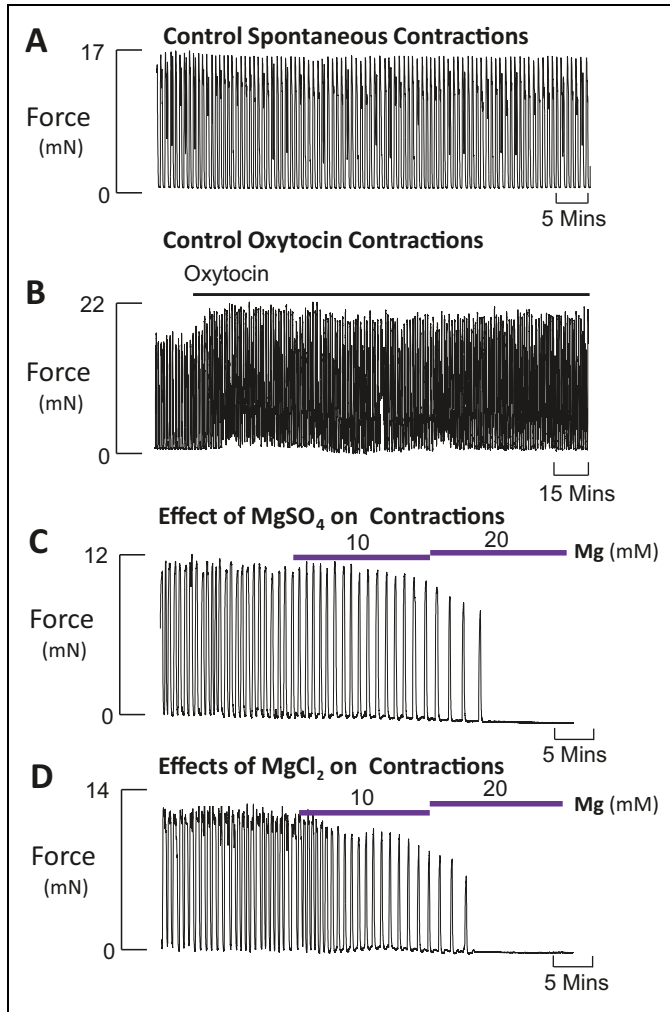 A
Control Spontaneous Contractions
17
Force
(mN)
0
5 Mins
Control Oxytocin Contractions
Oxytocin
B
22
Force
(mN)
0
15 Mins
Effect of MgSO₄ on Contractions
C
10
20
Mg (mM)
12
Force
(mN)
0
5 Mins
Effects of MgCl₂ on Contractions
D
10
20
Mg (mM)
14
Force
(mN)
0
5 Mins